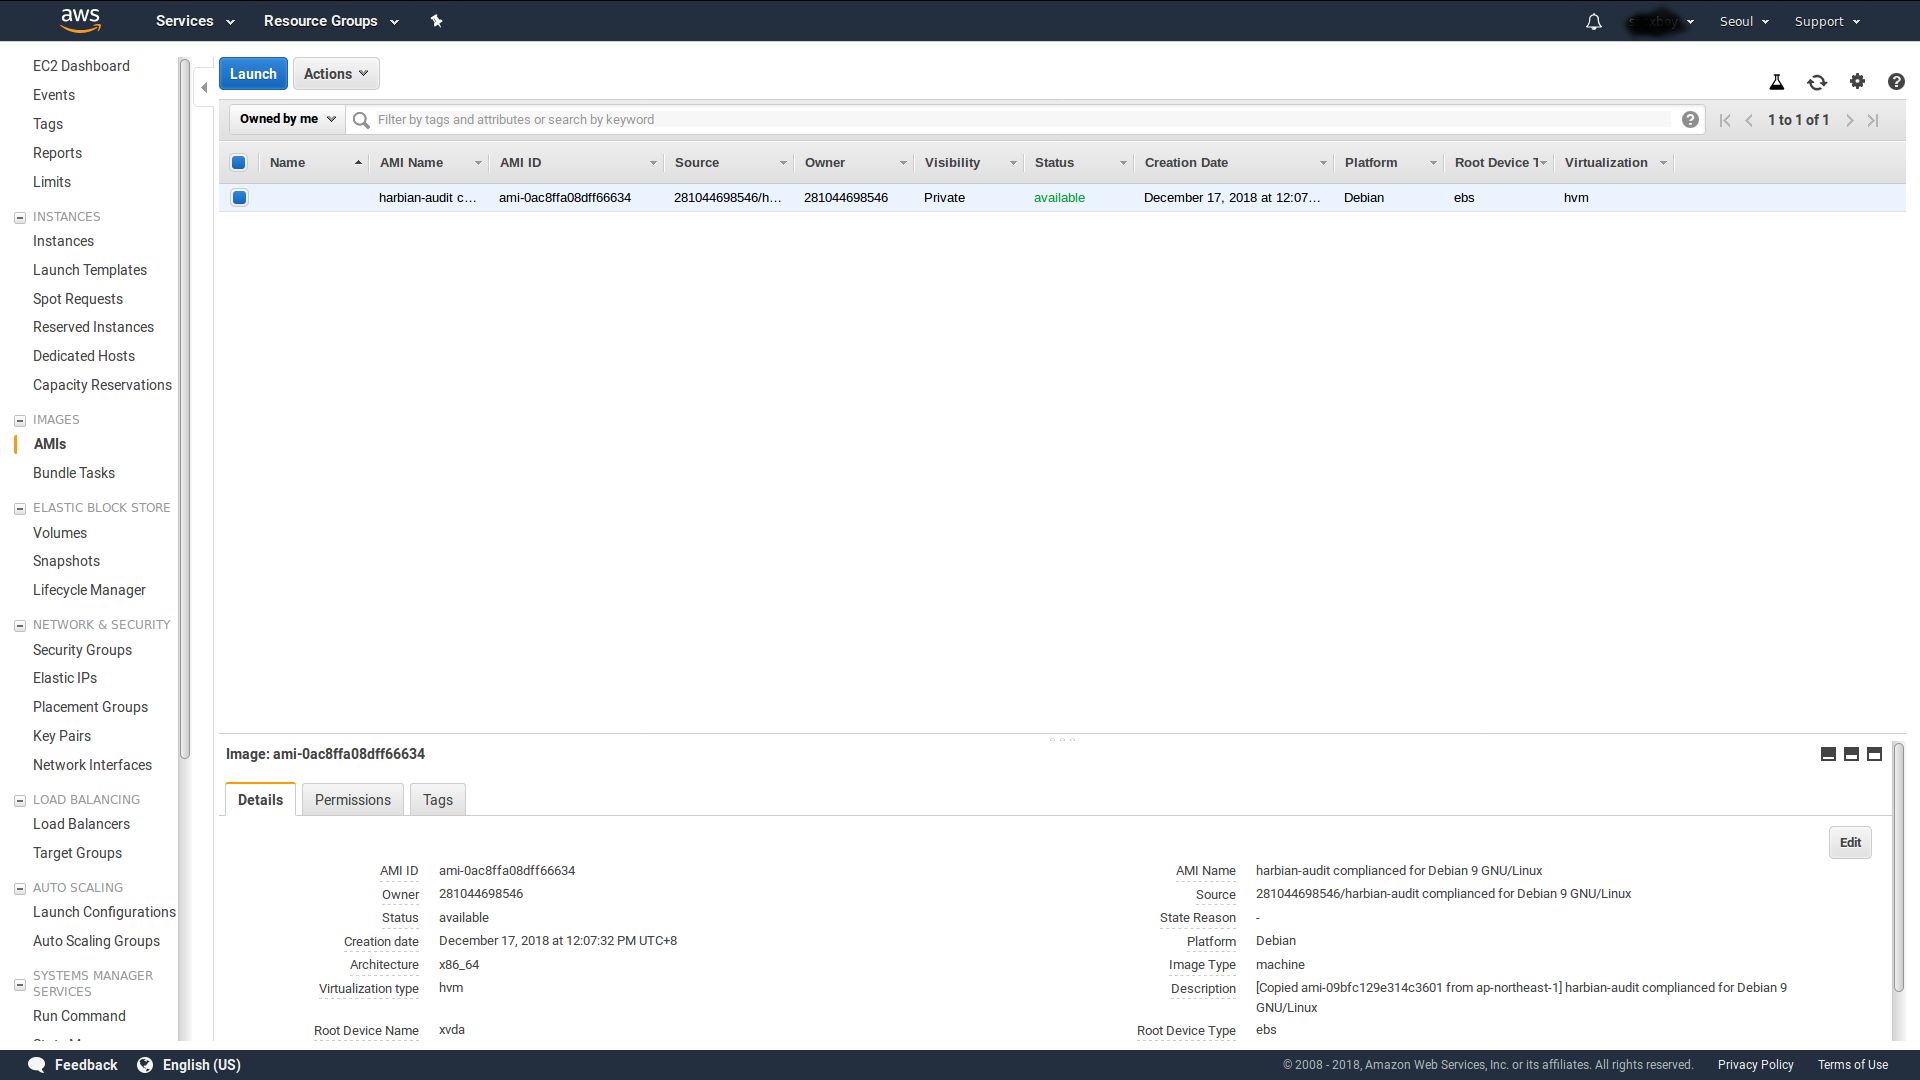 aws Services Resource Groups Seoul Support
EC2 Dashboard
Events
Tags
Reports
Limits
INSTANCES
Instances
Launch Templates
Spot Requests
Reserved Instances
Dedicated Hosts
Capacity Reservations
IMAGES
AMIs
Bundle Tasks
ELASTIC BLOCK STORE
Volumes
Snapshots
Lifecycle Manager
NETWORK & SECURITY
Security Groups
Elastic IPs
Placement Groups
Key Pairs
Network Interfaces
LOAD BALANCING
Load Balancers
Target Groups
AUTO SCALING
Launch Configurations
Auto Scaling Groups
SYSTEMS MANAGER
SERVICES
Run Command
Launch Actions
Owned by me Filter by tags and attributes or search by keyword 1 to 1 of 1
Name AMI Name AMI ID Source Owner Visibility Status Creation Date Platform Root Device T Virtualization
harbian-audit c... ami-0ac8ffa08dff66634 281044698546/h... 281044698546 Private available December 17, 2018 at 12:07... Debian ebs hvm
Image: ami-0ac8ffa08dff66634
Details Permissions Tags
Edit
AMI ID ami-0ac8ffa08dff66634
Owner 281044698546
Status available
Creation date December 17, 2018 at 12:07:32 PM UTC+8
Architecture x86_64
Virtualization type hvm
Root Device Name xvda
AMI Name harbian-audit complianced for Debian 9 GNU/Linux
Source 281044698546/harbian-audit complianced for Debian 9 GNU/Linux
State Reason -
Platform Debian
Image Type machine
Description [Copied ami-09bfc129e314c3601 from ap-northeast-1] harbian-audit complianced for Debian 9
GNU/Linux
Root Device Type ebs
Feedback English (US) © 2008 - 2018, Amazon Web Services, Inc. or its affiliates. All rights reserved. Privacy Policy Terms of Use